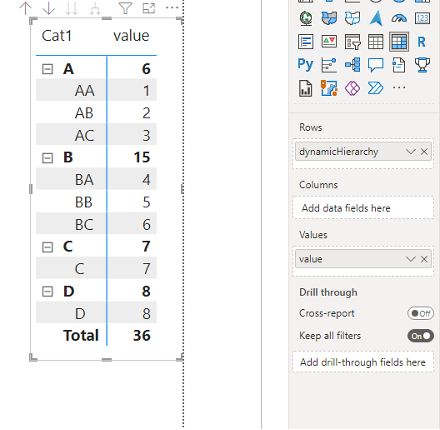 Cat1 value
A 6
AA 1
AB 2
AC 3
B 15
BA 4
BB 5
BC 6
C 7
C 7
D 8
D 8
Total 36
123
R
Py
Rows
dynamicHierarchy
Columns
Add data fields here
Values
value
Drill through
Cross-report Off
Keep all filters On
Add drill-through fields here